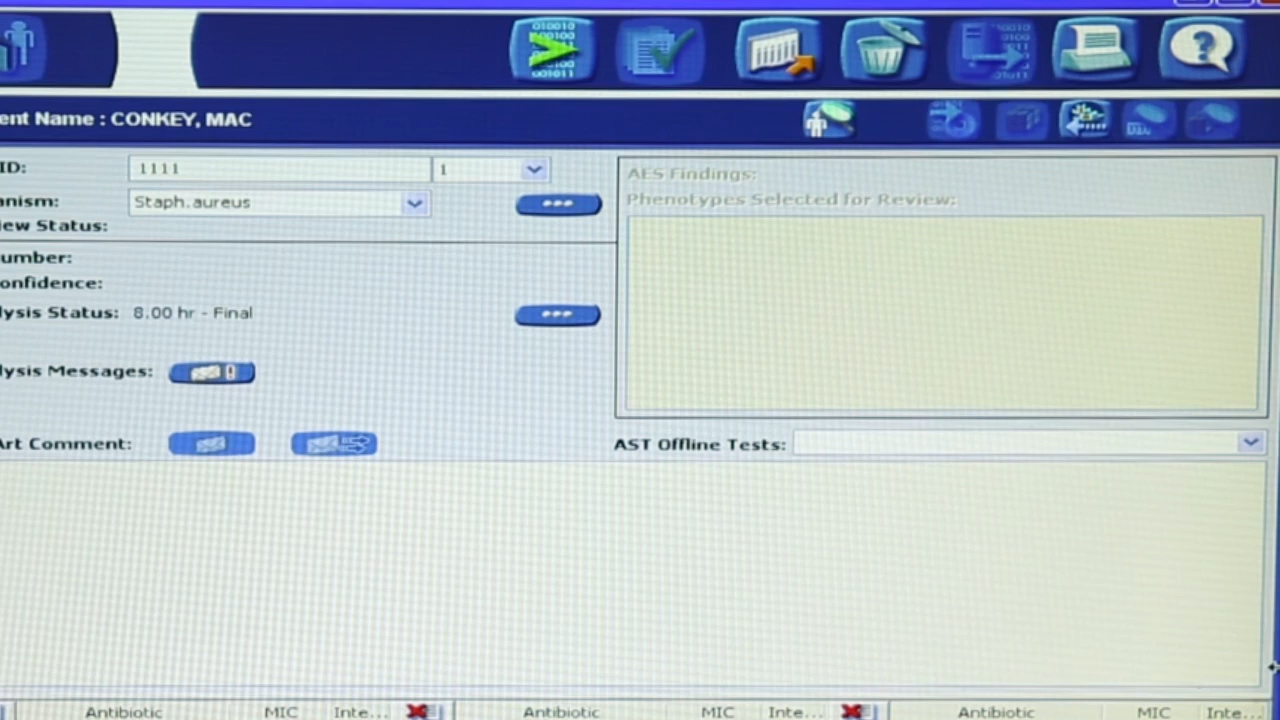 ent Name : CONKEY, MAC
ID: 1111 1
anism: Staph.aureus
iew Status:
umber:
onfidence:
lysis Status: 8.00 hr - Final
lysis Messages:
Art Comment:
AES Findings:
Phenotypes Selected for Review:
AST Offline Tests:
Antibiotic MIC Inte... Antibiotic MIC Inte... Antibiotic MIC Inte...